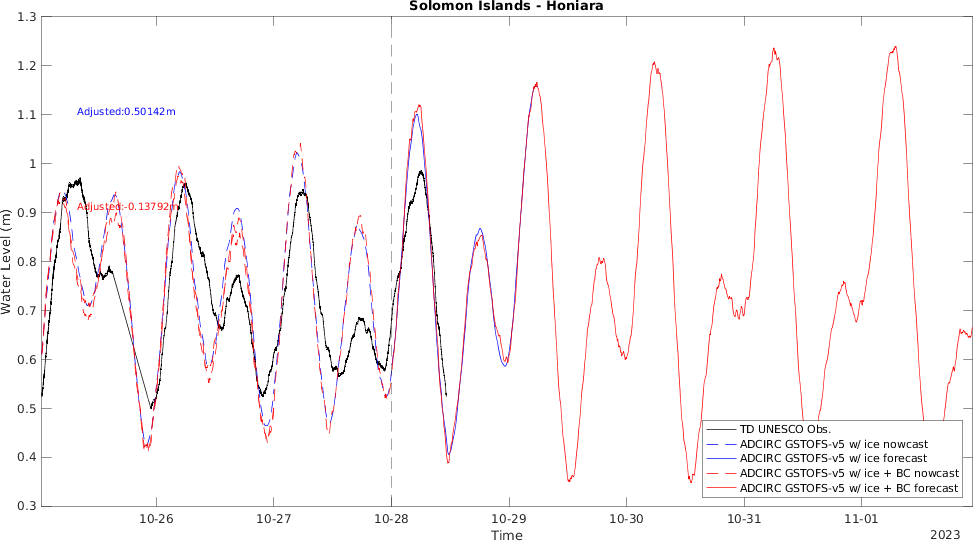 Solomon Islands - Honiara
1.3
1.2
1.1
1
0.9
0.8
0.7
0.6
0.5
0.4
0.3
Water Level (m)
Adjusted:0.50142m
Adjusted:-0.13792m
TD UNESCO Obs.
ADCIRC GSTOFS-v5 w/ ice nowcast
ADCIRC GSTOFS-v5 w/ ice forecast
ADCIRC GSTOFS-v5 w/ ice + BC nowcast
ADCIRC GSTOFS-v5 w/ ice + BC forecast
10-26 10-27 10-28 10-29 10-30 10-31 11-01
Time
2023